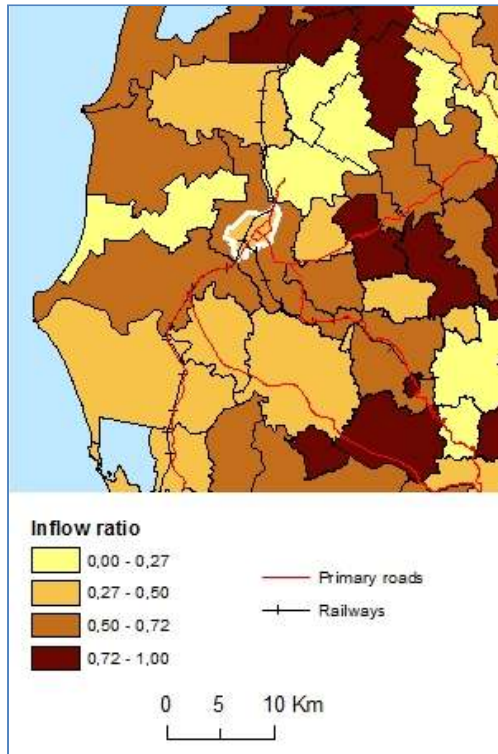 Inflow ratio
0,00 - 0,27
0,27 - 0,50
0,50 - 0,72
0,72 - 1,00
Primary roads
Railways
0 5 10 Km